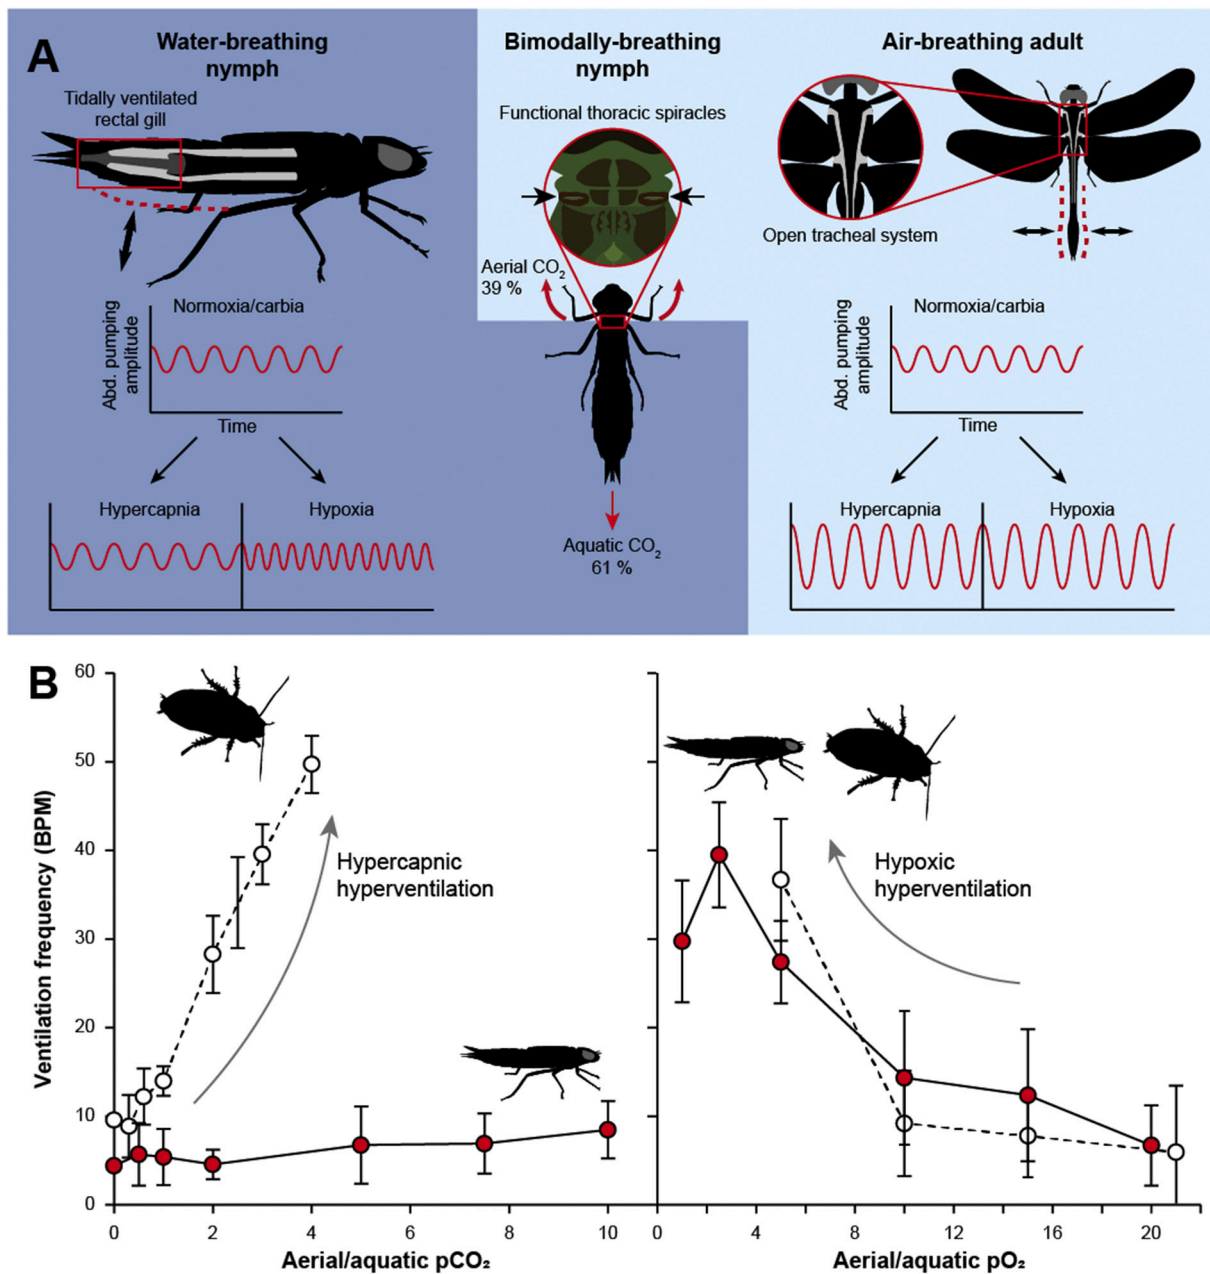 A
Water-breathing
nymph
Tidally ventilated
rectal gill
Normoxia/carbia
Abd. pumping
amplitude
Time
Hypercapnia
Hypoxia
Bimodally-breathing
nymph
Functional thoracic spiracles
Aerial CO₂
39 %
Aquatic CO₂
61 %
Air-breathing adult
Open tracheal system
Normoxia/carbia
Abd. pumping
amplitude
Time
Hypercapnia
Hypoxia
B
Ventilation frequency (BPM)
60
50
40
30
20
10
0
Hypercapnic
hyperventilation
0 2 4 6 8 10
Aerial/aquatic pCO₂
Hypoxic
hyperventilation
0 4 8 12 16 20
Aerial/aquatic pO₂